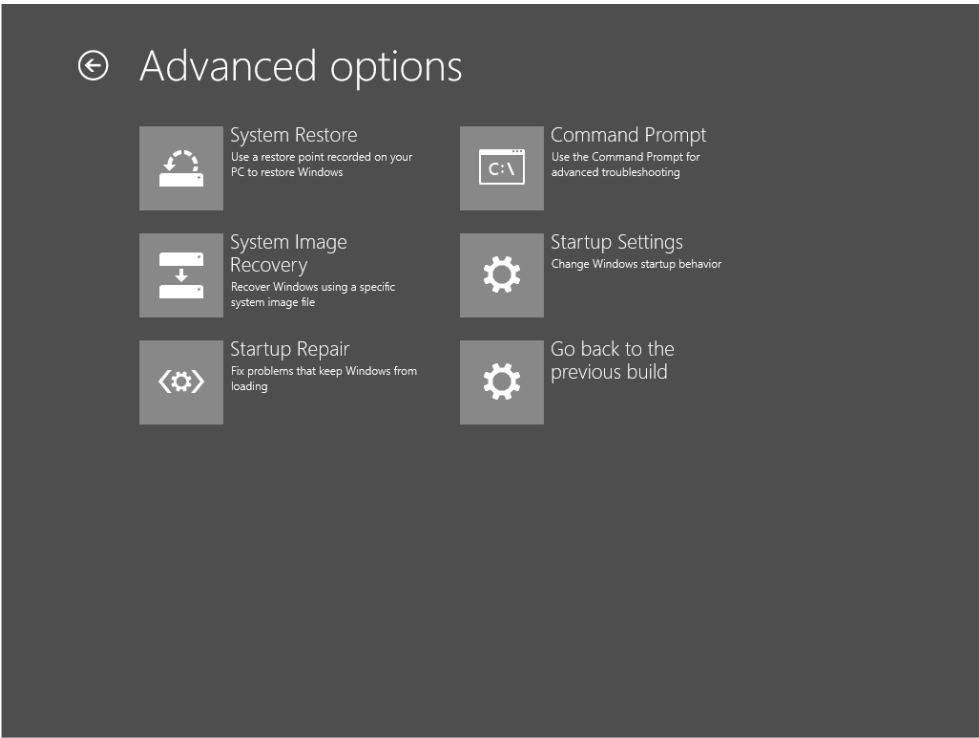 Advanced options
System Restore
Use a restore point recorded on your
PC to restore Windows
System Image
Recovery
Recover Windows using a specific
system image file
Startup Repair
Fix problems that keep Windows from
loading
Command Prompt
Use the Command Prompt for
advanced troubleshooting
C:\
Startup Settings
Change Windows startup behavior
Go back to the
previous build